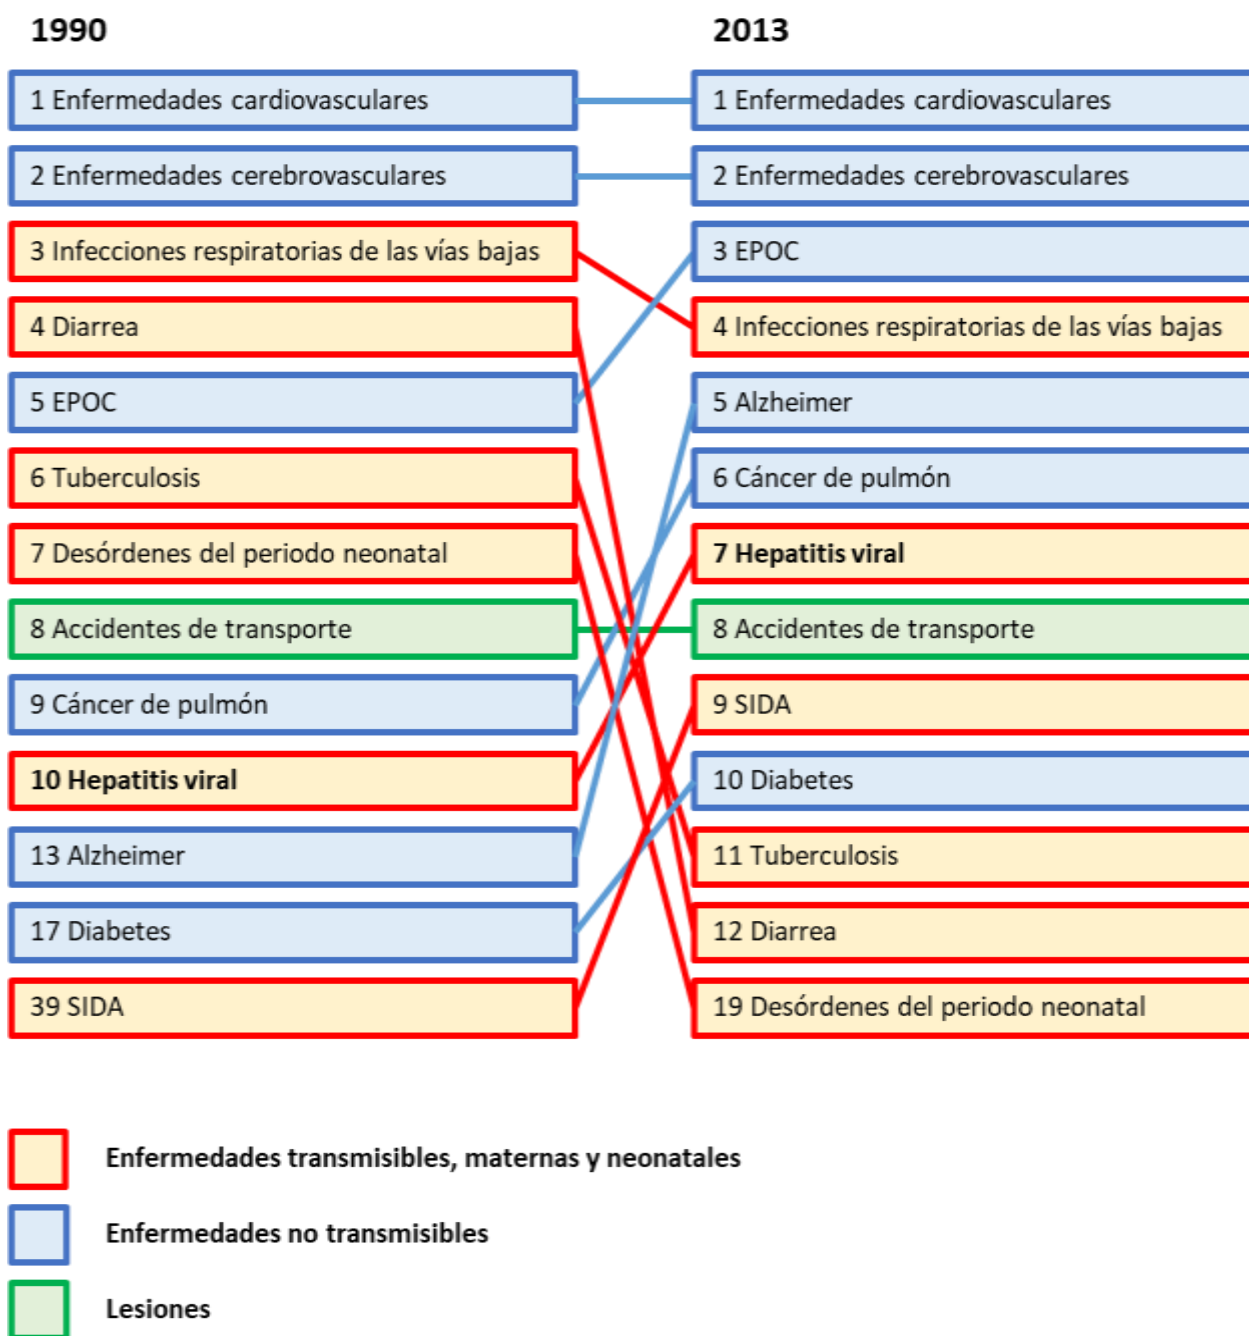 1990
2013
1 Enfermedades cardiovasculares
1 Enfermedades cardiovasculares
2 Enfermedades cerebrovasculares
2 Enfermedades cerebrovasculares
3 Infecciones respiratorias de las vías bajas
3 EPOC
4 Diarrea
4 Infecciones respiratorias de las vías bajas
5 EPOC
5 Alzheimer
6 Tuberculosis
6 Cáncer de pulmón
7 Desórdenes del periodo neonatal
7 Hepatitis viral
8 Accidentes de transporte
8 Accidentes de transporte
9 Cáncer de pulmón
9 SIDA
10 Hepatitis viral
10 Diabetes
13 Alzheimer
11 Tuberculosis
17 Diabetes
12 Diarrea
39 SIDA
19 Desórdenes del periodo neonatal
Enfermedades transmisibles, maternas y neonatales
Enfermedades no transmisibles
Lesiones